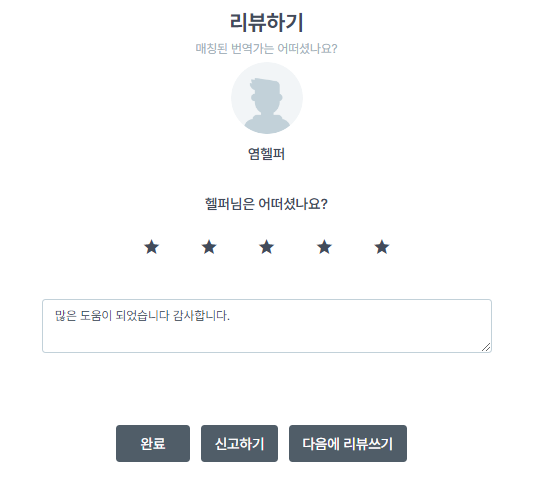 리뷰하기
매칭된 번역가는 어떠셨나요?
염헬퍼
헬퍼님은 어떠셨나요?
많은 도움이 되었습니다 감사합니다.
완료 신고하기 다음에 리뷰쓰기